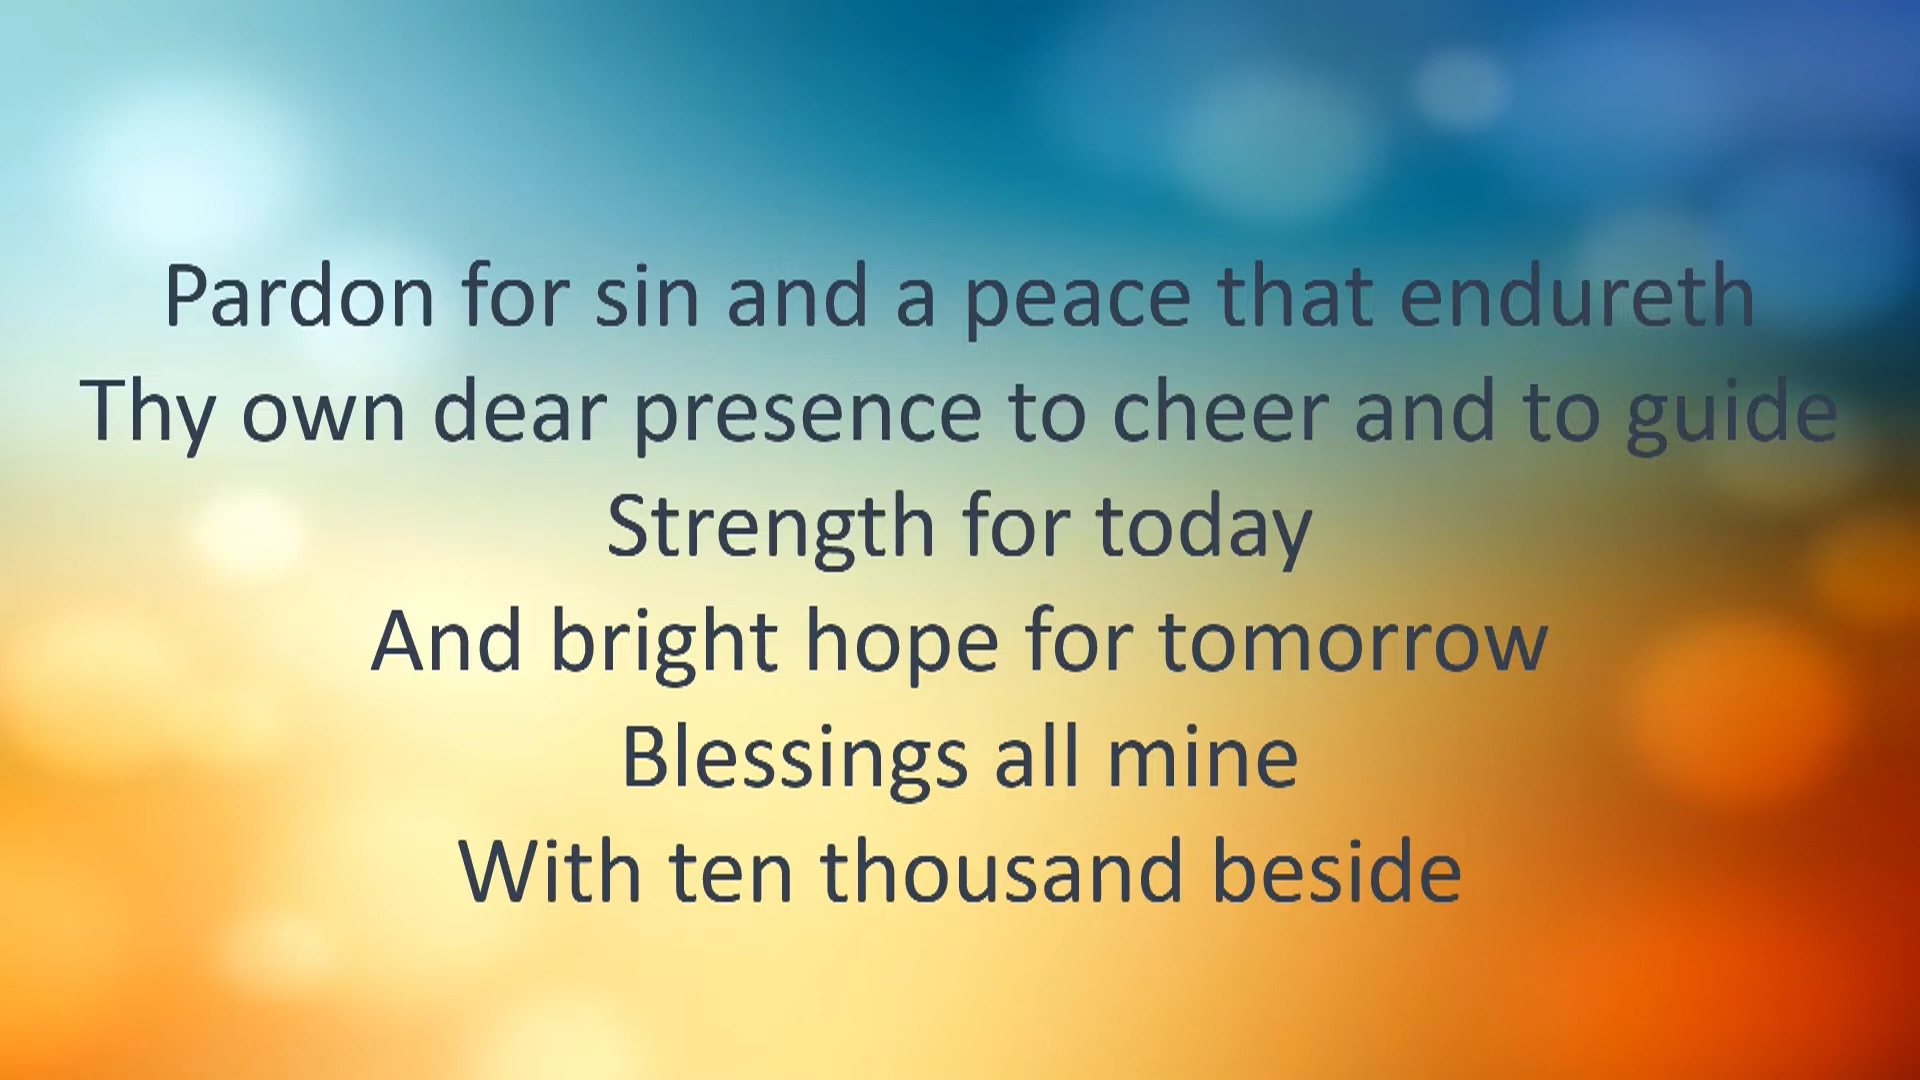 Pardon for sin and a peace that endureth
Thy own dear presence to cheer and to guide
Strength for today
And bright hope for tomorrow
Blessings all mine
With ten thousand beside